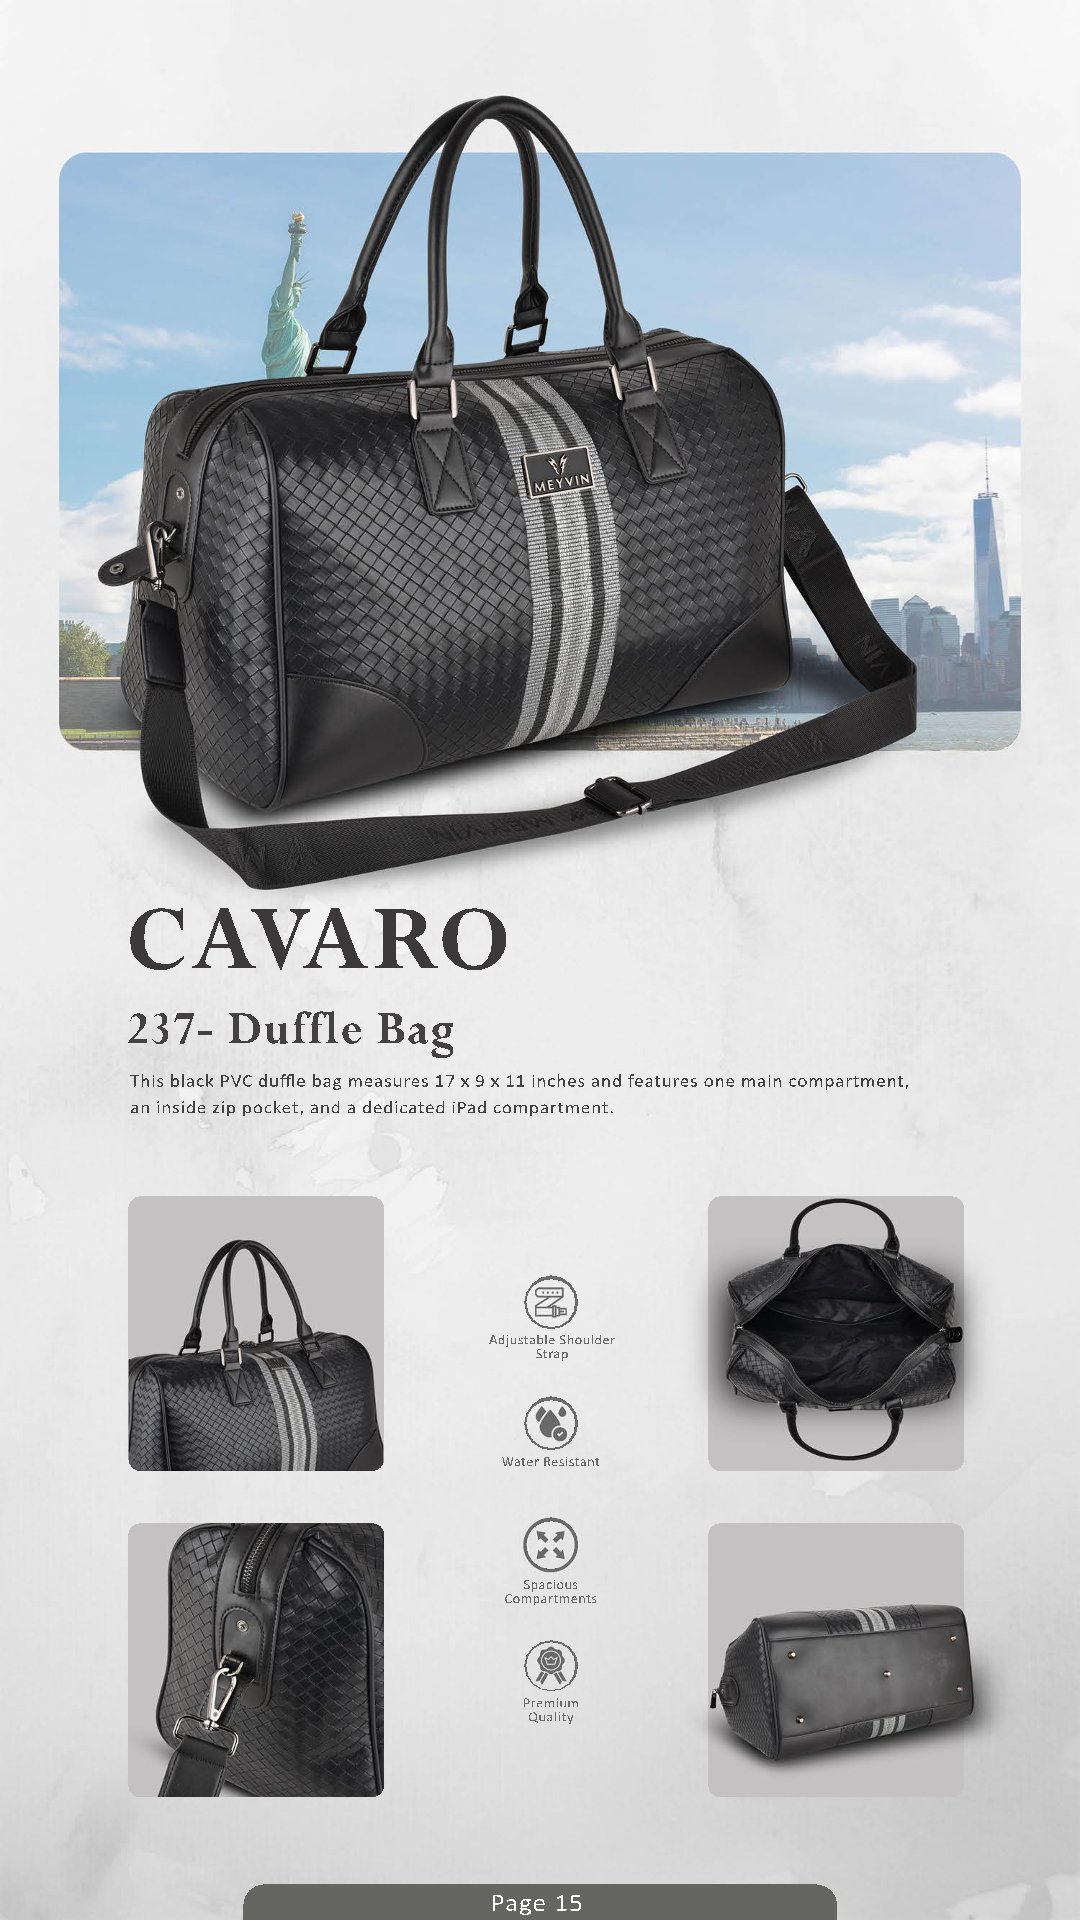 MEYVIN
MEYVIN
CAVARO
237- Duffle Bag
This black PVC duffle bag measures 17 x 9 x 11 inches and features one main compartment,
an inside zip pocket, and a dedicated iPad compartment.
Adjustable Shoulder
Strap
Water Resistant
Spacious
Compartments
Premium
Quality
Page 15